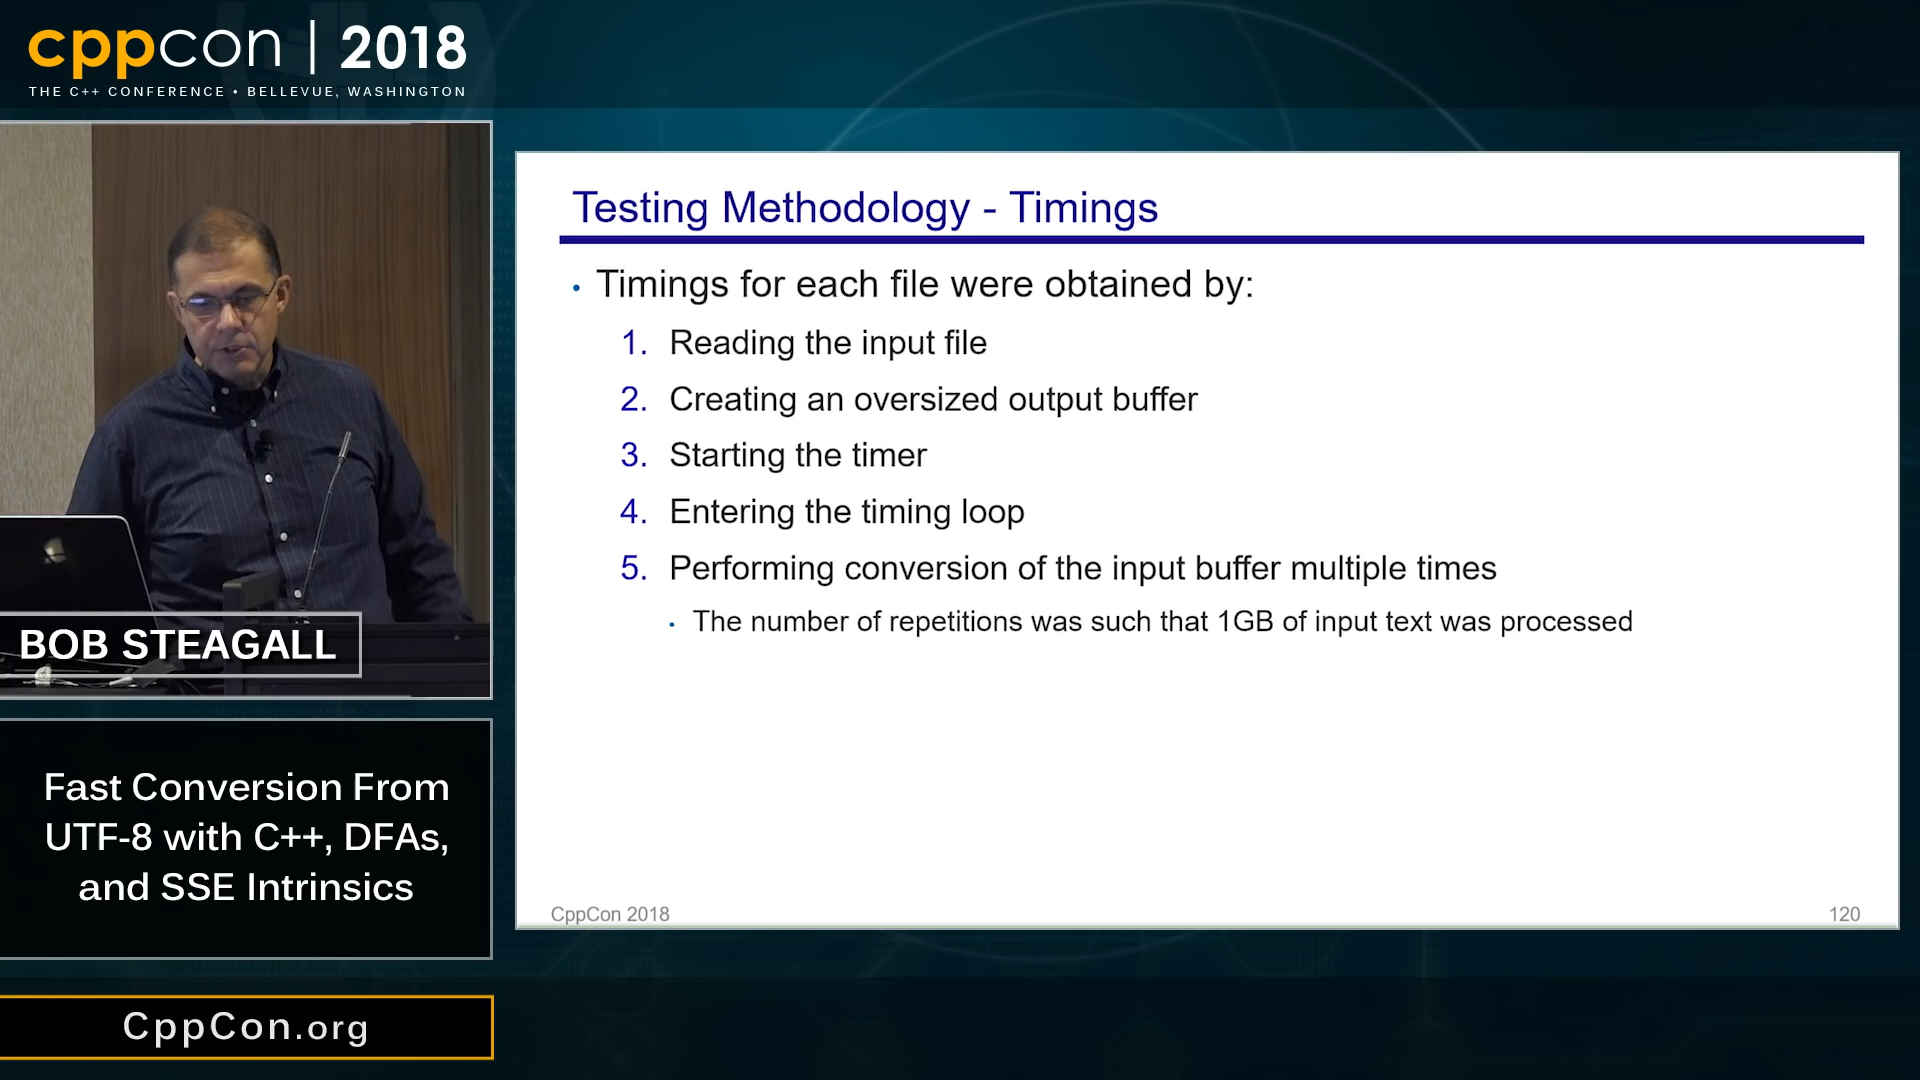 cppcon | 2018
THE C++ CONFERENCE • BELLEVUE, WASHINGTON
BOB STEAGALL
Fast Conversion From
UTF-8 with C++, DFAs,
and SSE Intrinsics
CppCon.org
Testing Methodology - Timings
• Timings for each file were obtained by:
1. Reading the input file
2. Creating an oversized output buffer
3. Starting the timer
4. Entering the timing loop
5. Performing conversion of the input buffer multiple times
• The number of repetitions was such that 1GB of input text was processed
CppCon 2018
120